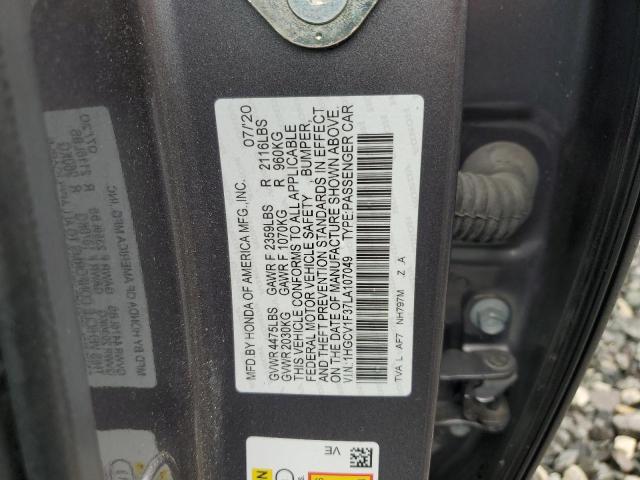 MFD.BY HONDA OF AMERICA MFG.,INC. 07/'20
GVWR 4475LBS GAWR F 2359LBS R 2116LBS
GVWR 2030KG GAWR F 1070KG R 960KG
THIS VEHICLE CONFORMS TO ALL APPLICABLE
FEDERAL MOTOR VEHICLE SAFETY BUMPER,
AND THEFT PREVENTION STANDARDS IN EFFECT
ON THE DATE OF MANUFACTURE SHOWN ABOVE.
V.I.N.:1HGCV1F37LA107049 TYPE:PASSENGER CAR
TVA L AF7 NH797M Z A
VE